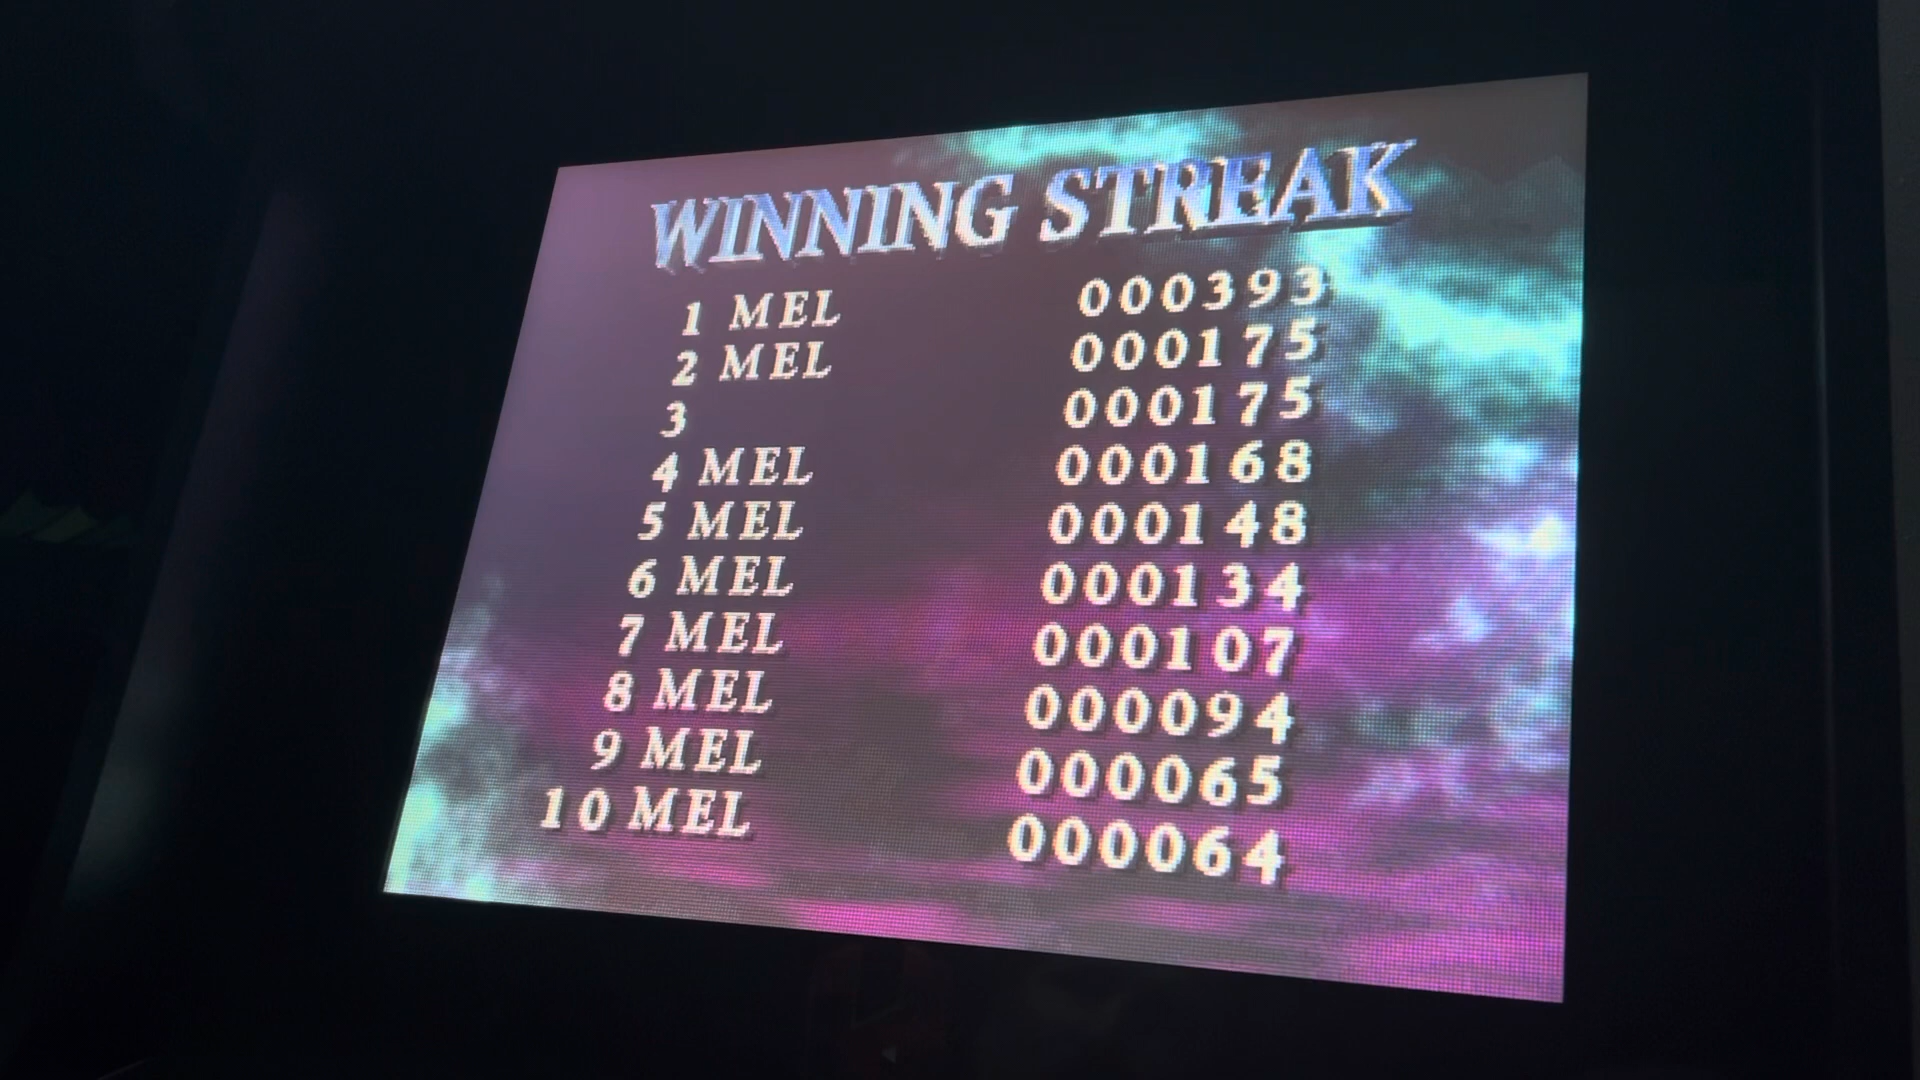 WINNING STREAK
1 MEL 000393
2 MEL 000175
3 000175
4 MEL 000168
5 MEL 000148
6 MEL 000134
7 MEL 000107
8 MEL 000094
9 MEL 000065
10 MEL 000064